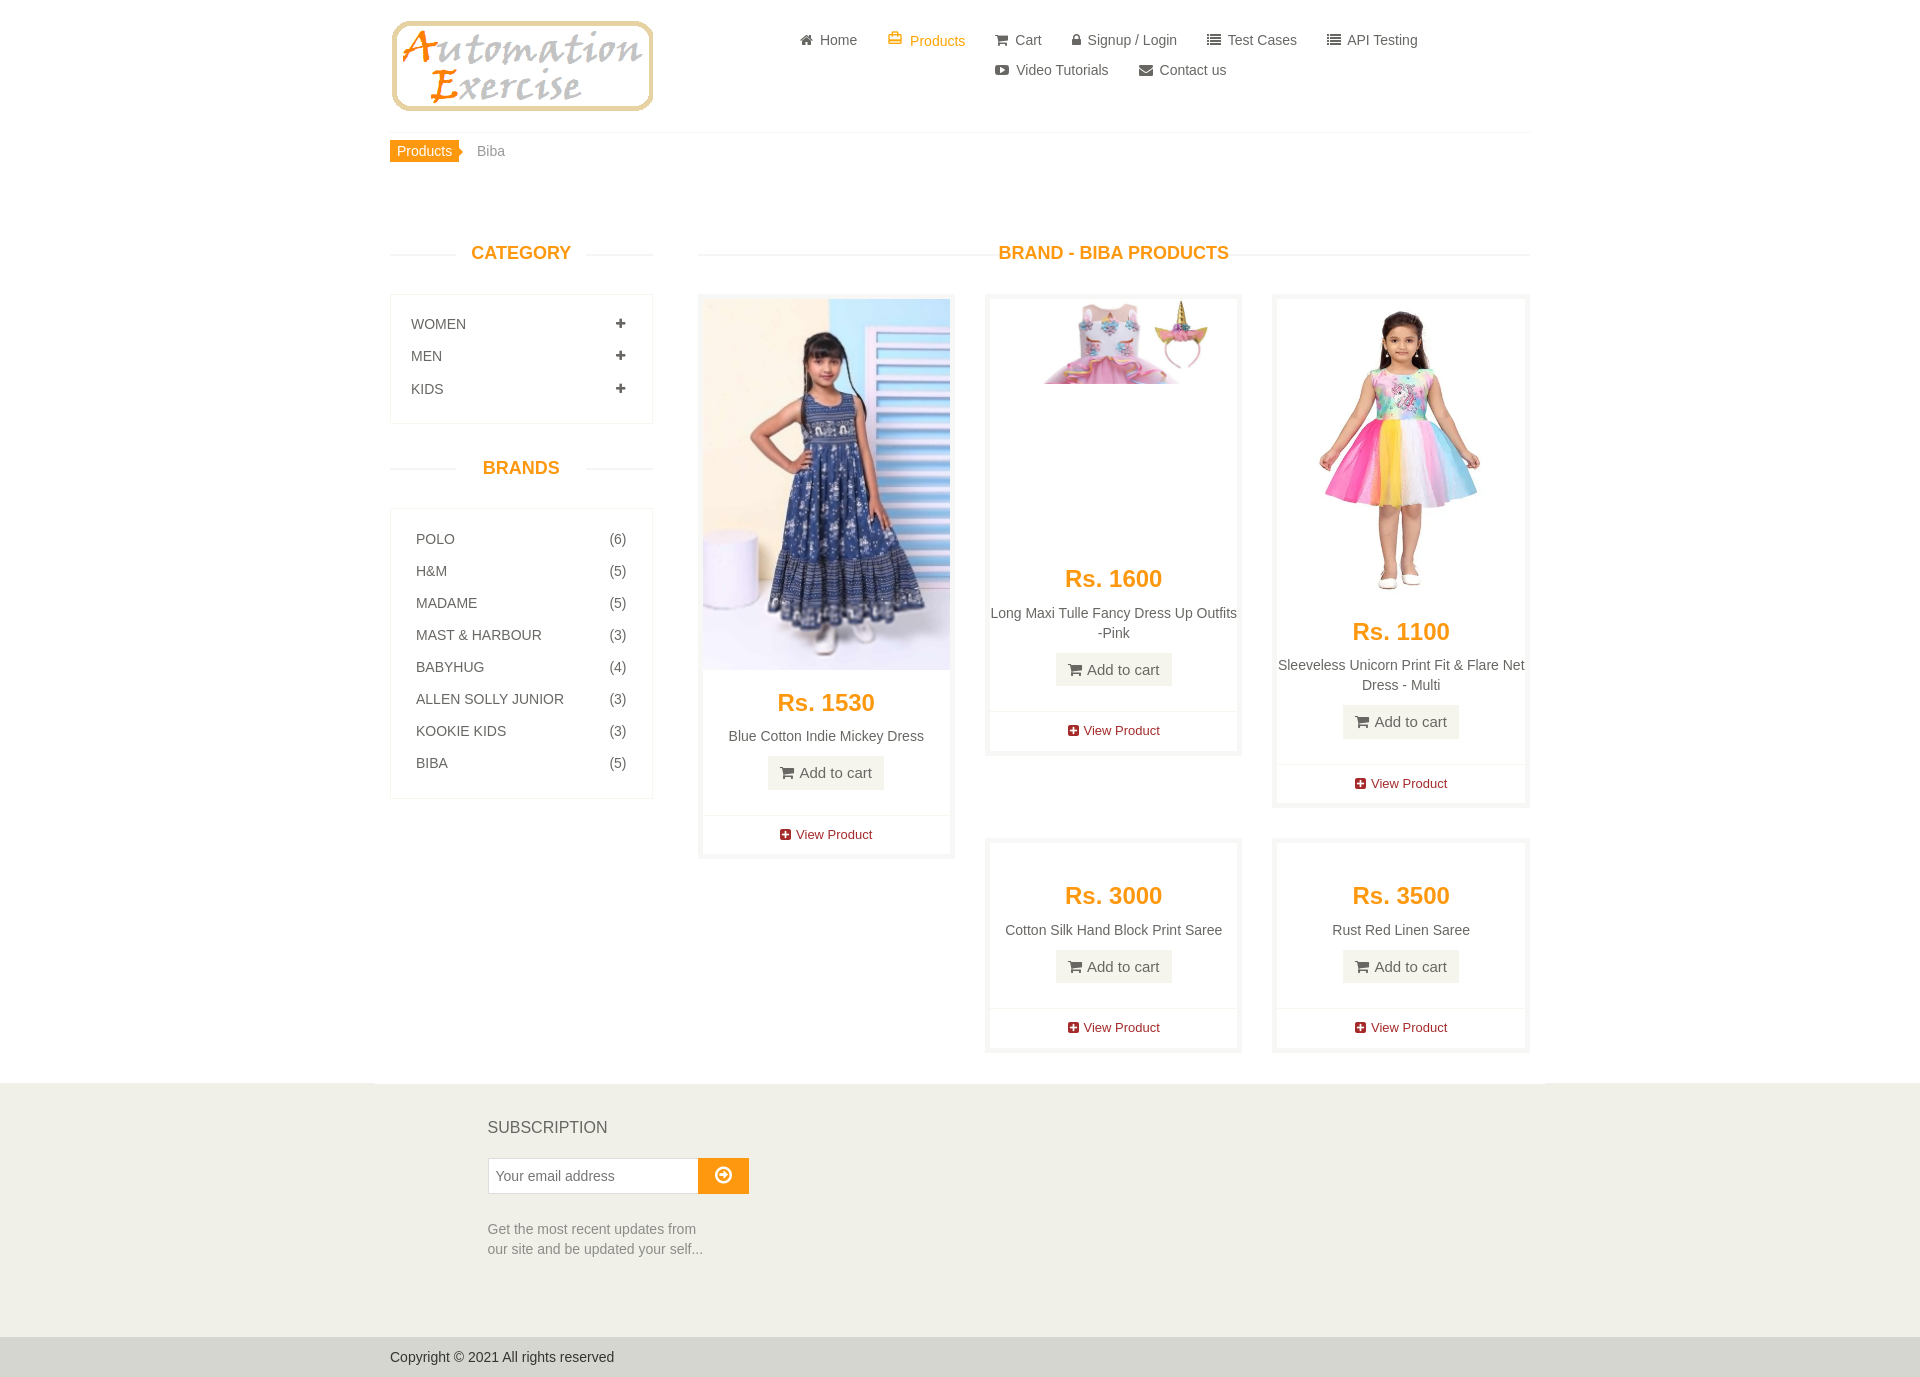 Automation
Exercise
Home
Products
Cart
Signup / Login
Test Cases
API Testing
Video Tutorials
Contact us
Products
Biba
CATEGORY
WOMEN
MEN
KIDS
BRANDS
POLO (6)
H&M (5)
MADAME (5)
MAST & HARBOUR (3)
BABYHUG (4)
ALLEN SOLLY JUNIOR (3)
KOOKIE KIDS (3)
BIBA (5)
BRAND - BIBA PRODUCTS
Rs. 1530
Blue Cotton Indie Mickey Dress
Add to cart
View Product
Rs. 1600
Long Maxi Tulle Fancy Dress Up Outfits
-Pink
Add to cart
View Product
Rs. 1100
Sleeveless Unicorn Print Fit & Flare Net
Dress - Multi
Add to cart
View Product
Rs. 3000
Cotton Silk Hand Block Print Saree
Add to cart
View Product
Rs. 3500
Rust Red Linen Saree
Add to cart
View Product
SUBSCRIPTION
Your email address
Get the most recent updates from
our site and be updated your self...
Copyright © 2021 All rights reserved